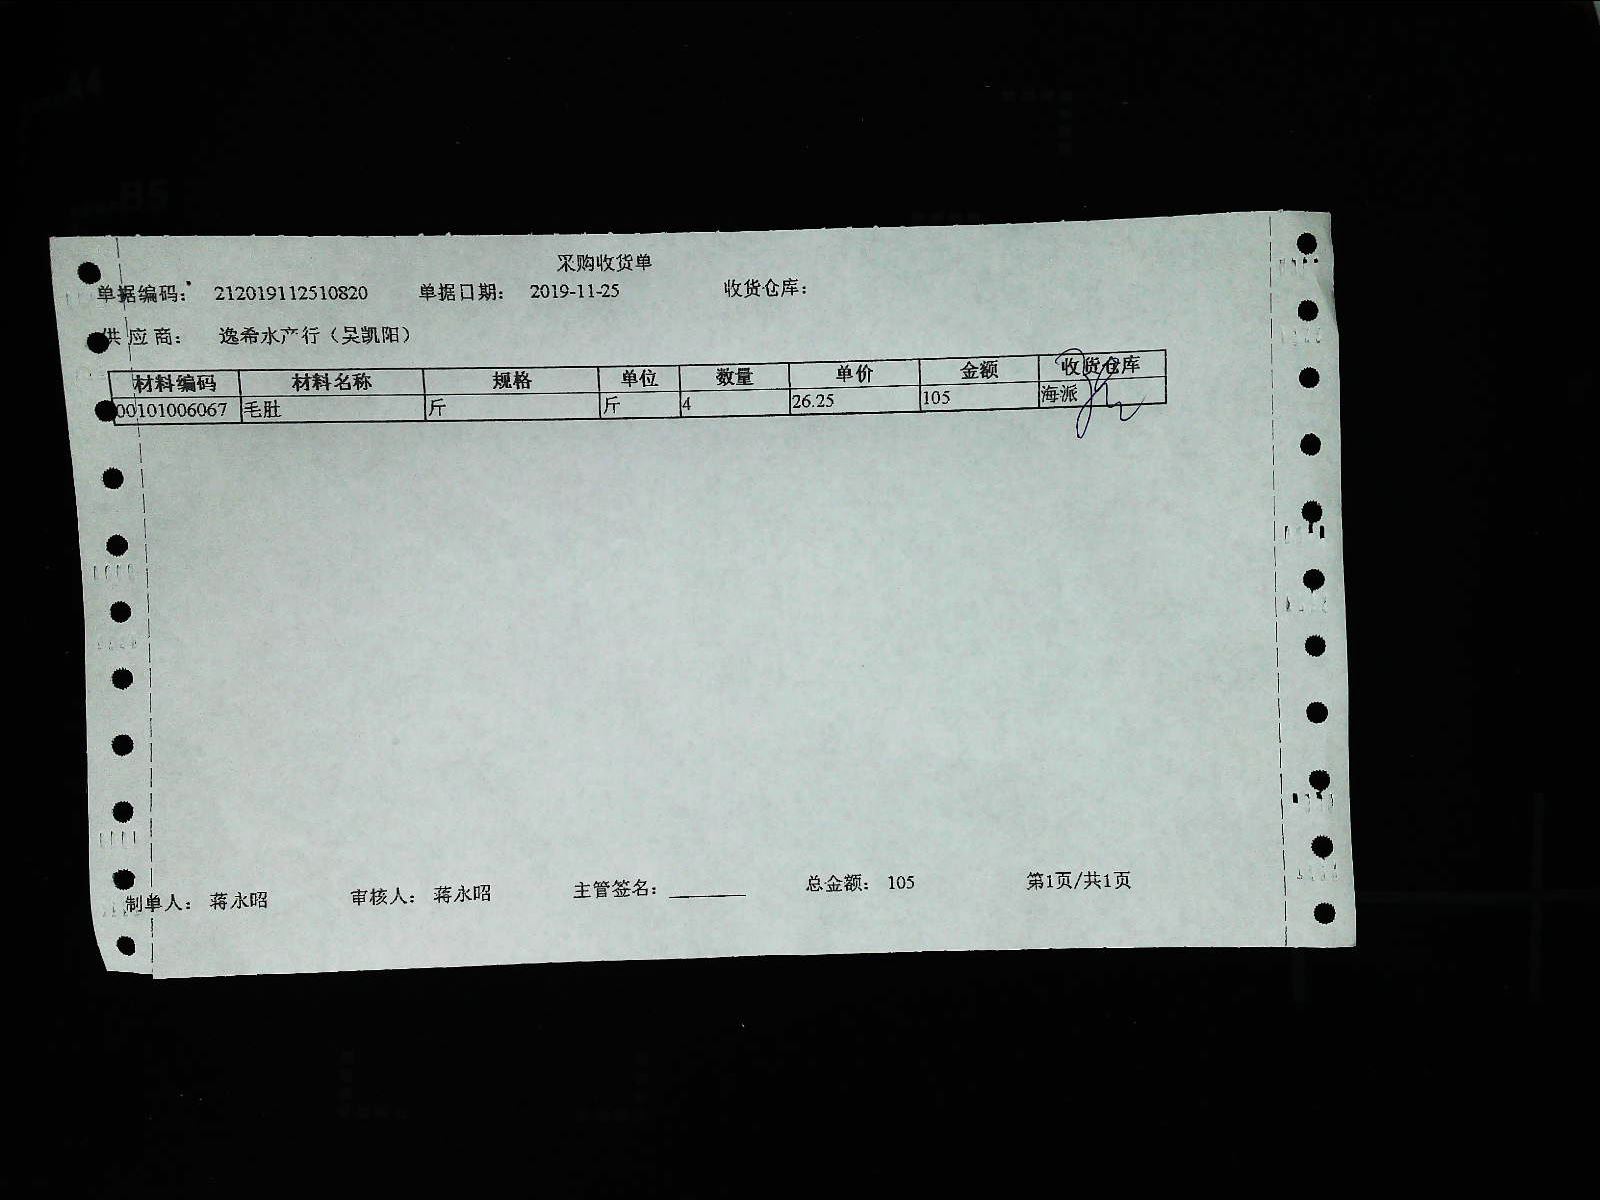 采购收货单
单据编码： 212019112510820 单据日期： 2019-11-25 收货仓库：
供 应 商： 逸希水产行（吴凯阳）
材料编码 材料名称 规格 单位 数量 单价 金额 收货仓库
00101006067 毛肚 斤 斤 4 26.25 105 海派
制单人： 蒋永昭 审核人： 蒋永昭 主管签名： 总金额： 105 第1页/共1页